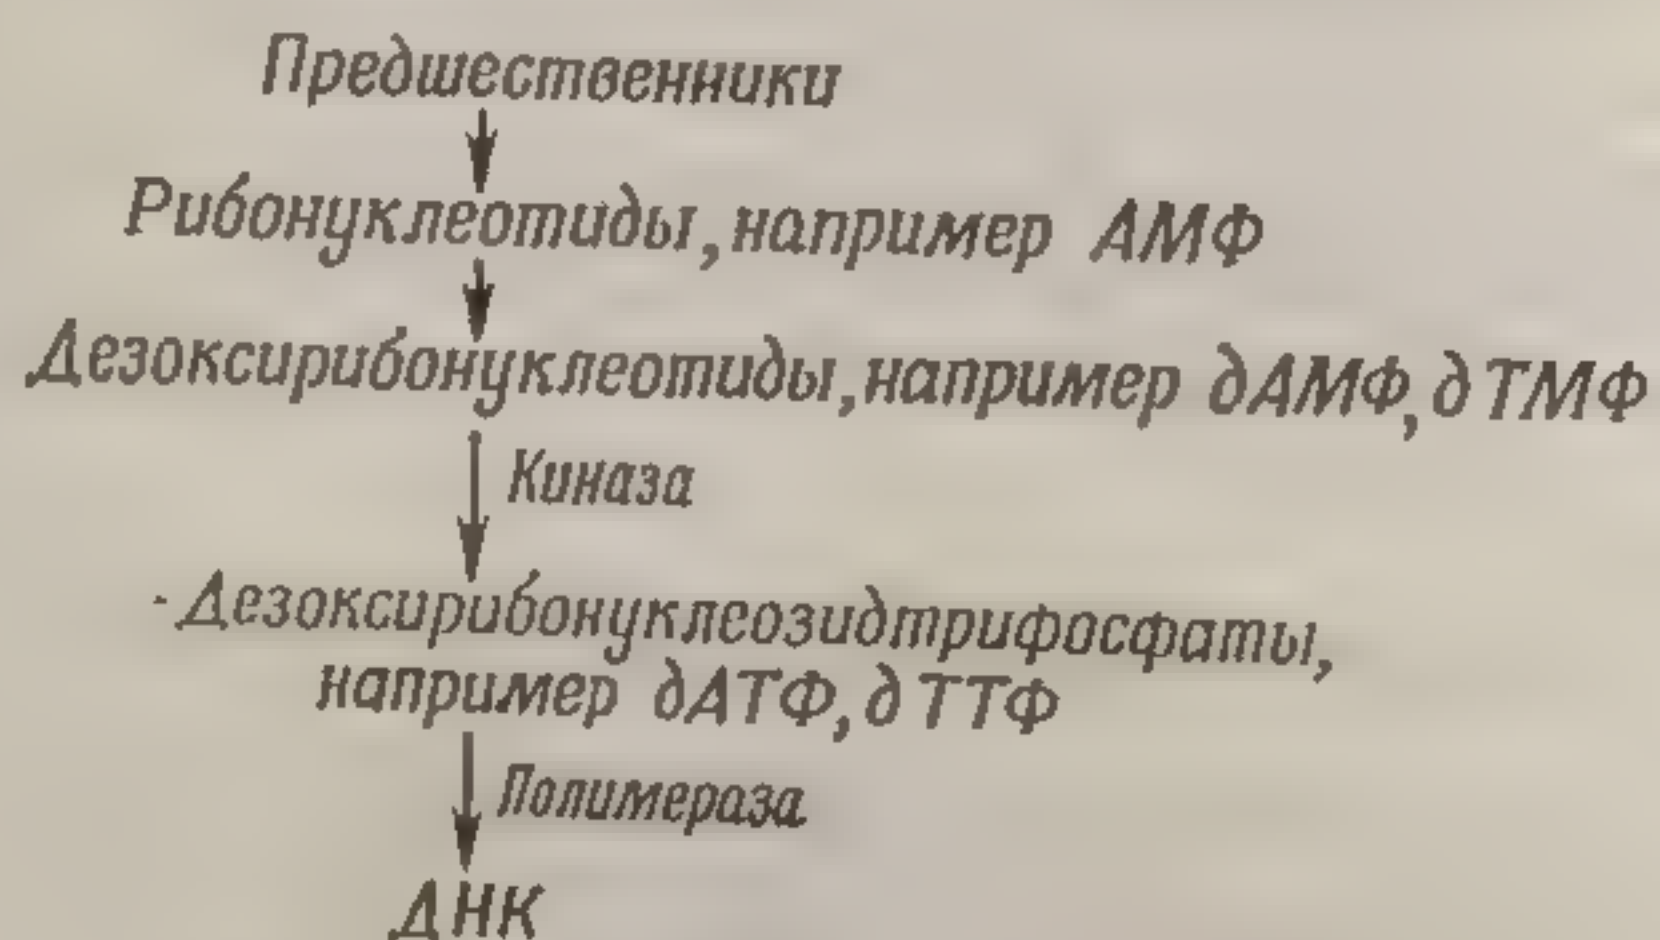 Предшественники
Рибонуклеотиды, например АМФ
Дезоксирибонуклеотиды, например дАМФ, дТМФ
Киназа
Дезоксирибонуклеозидтрифосфаты,
например дАТФ, дТТФ
Полимераза
ДНК